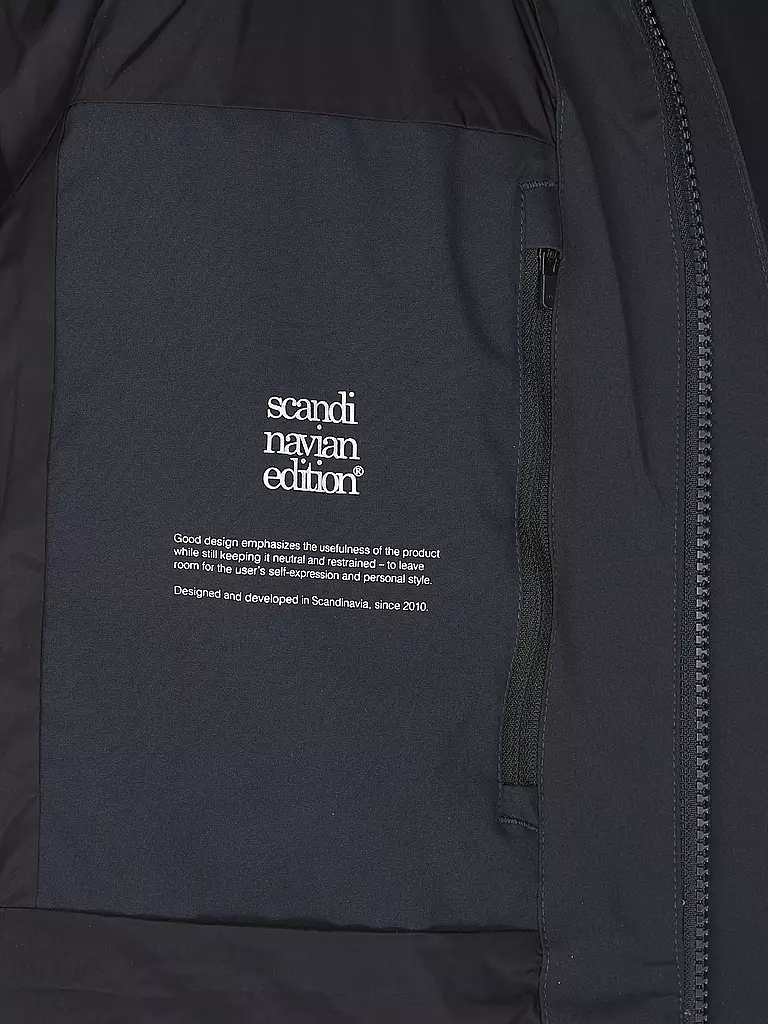 scandi
navian
edition®
Good design emphasizes the usefulness of the product
while still keeping it neutral and restrained – to leave
room for the user's self-expression and personal style.
Designed and developed in Scandinavia, since 2010.